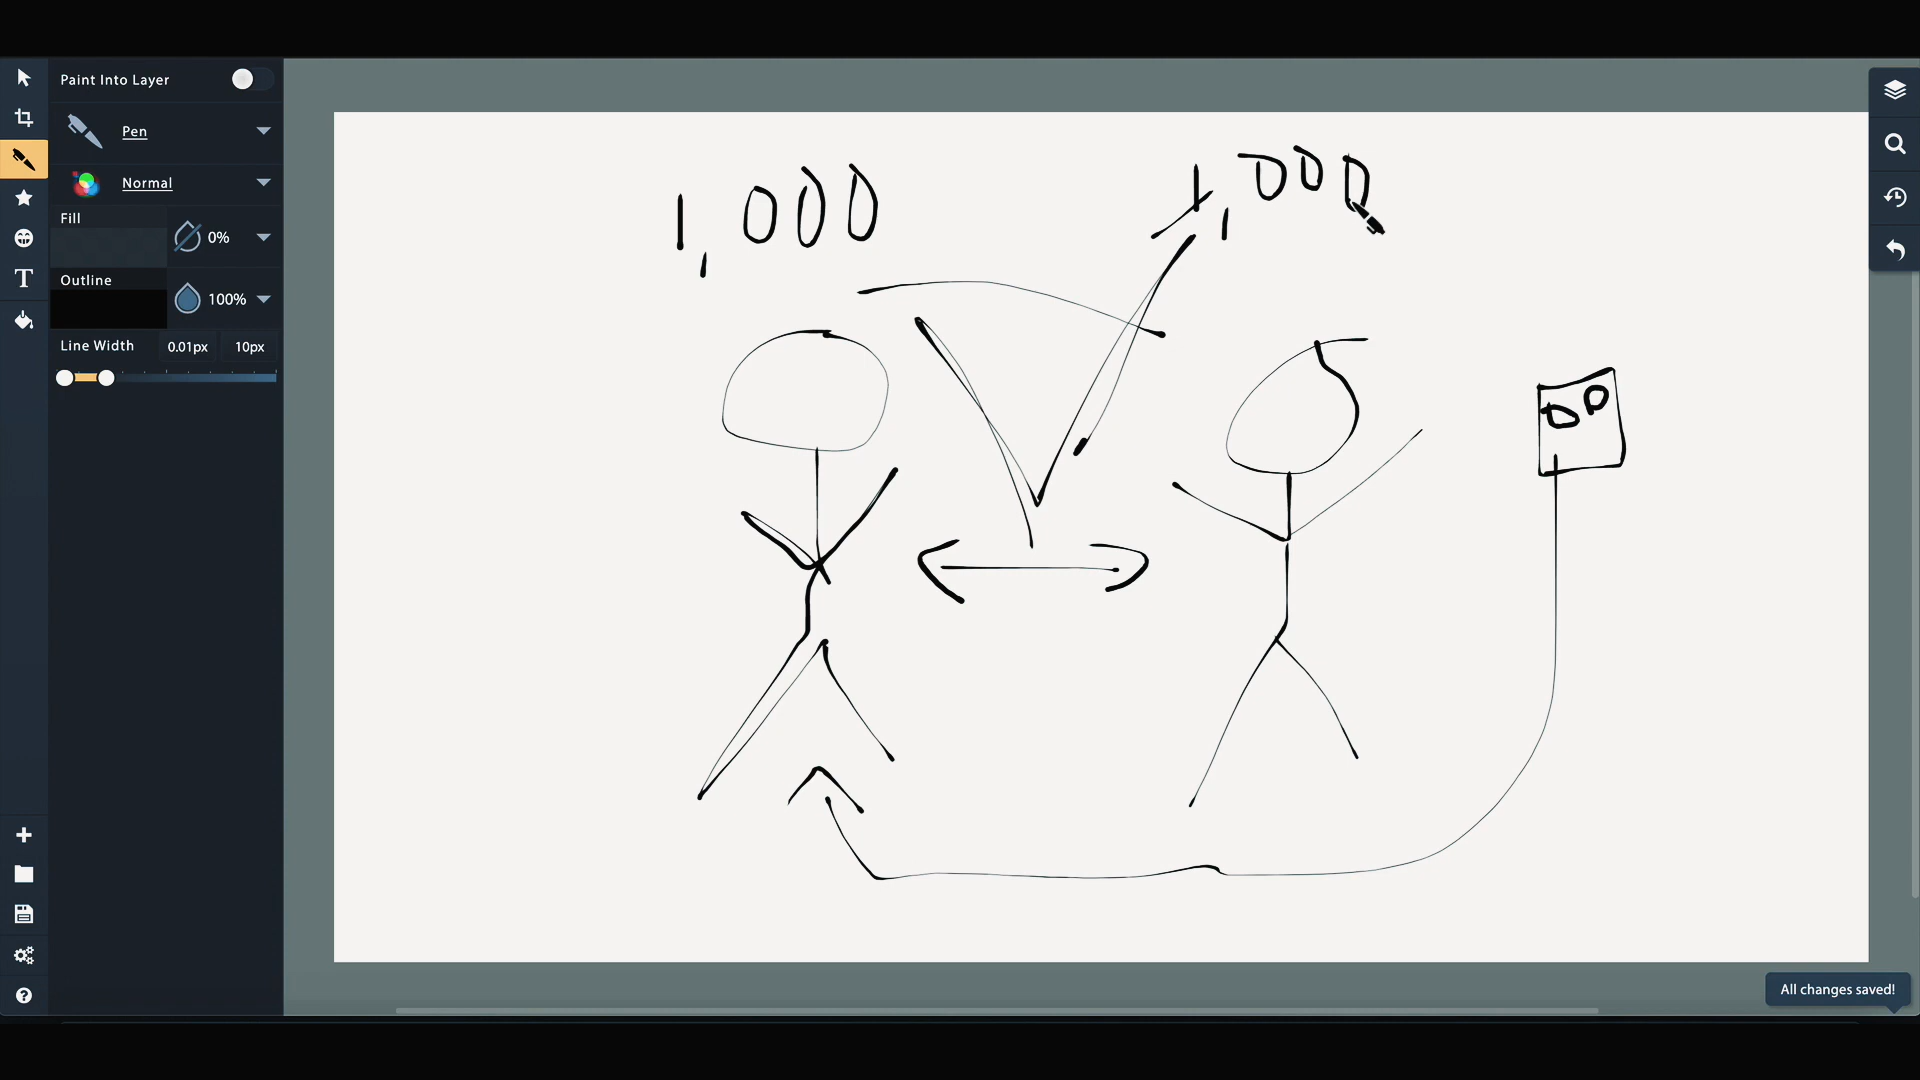 Paint Into Layer
Pen
Normal
Fill
0%
Outline
100%
Line Width 0.01px 10px
1,000
1,000
All changes saved!